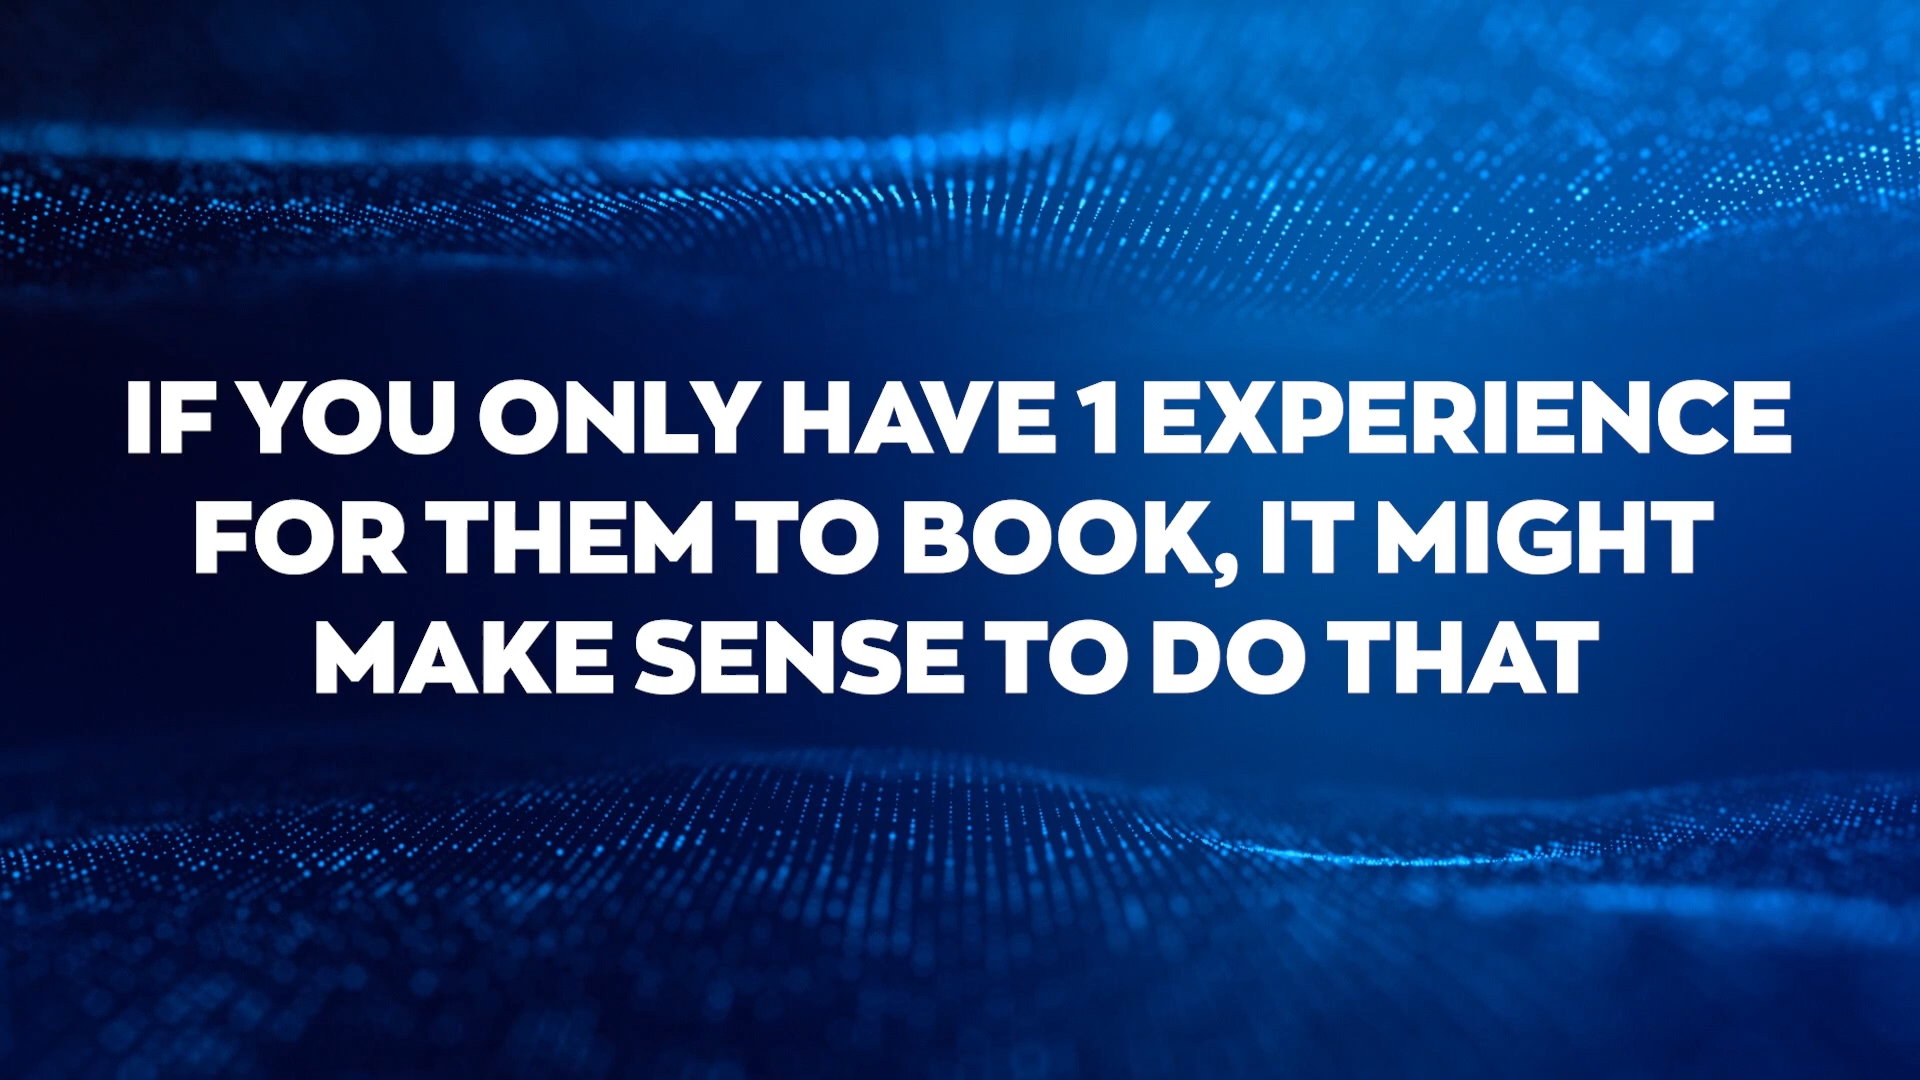 IF YOU ONLY HAVE 1 EXPERIENCE
FOR THEM TO BOOK, IT MIGHT
MAKE SENSE TO DO THAT